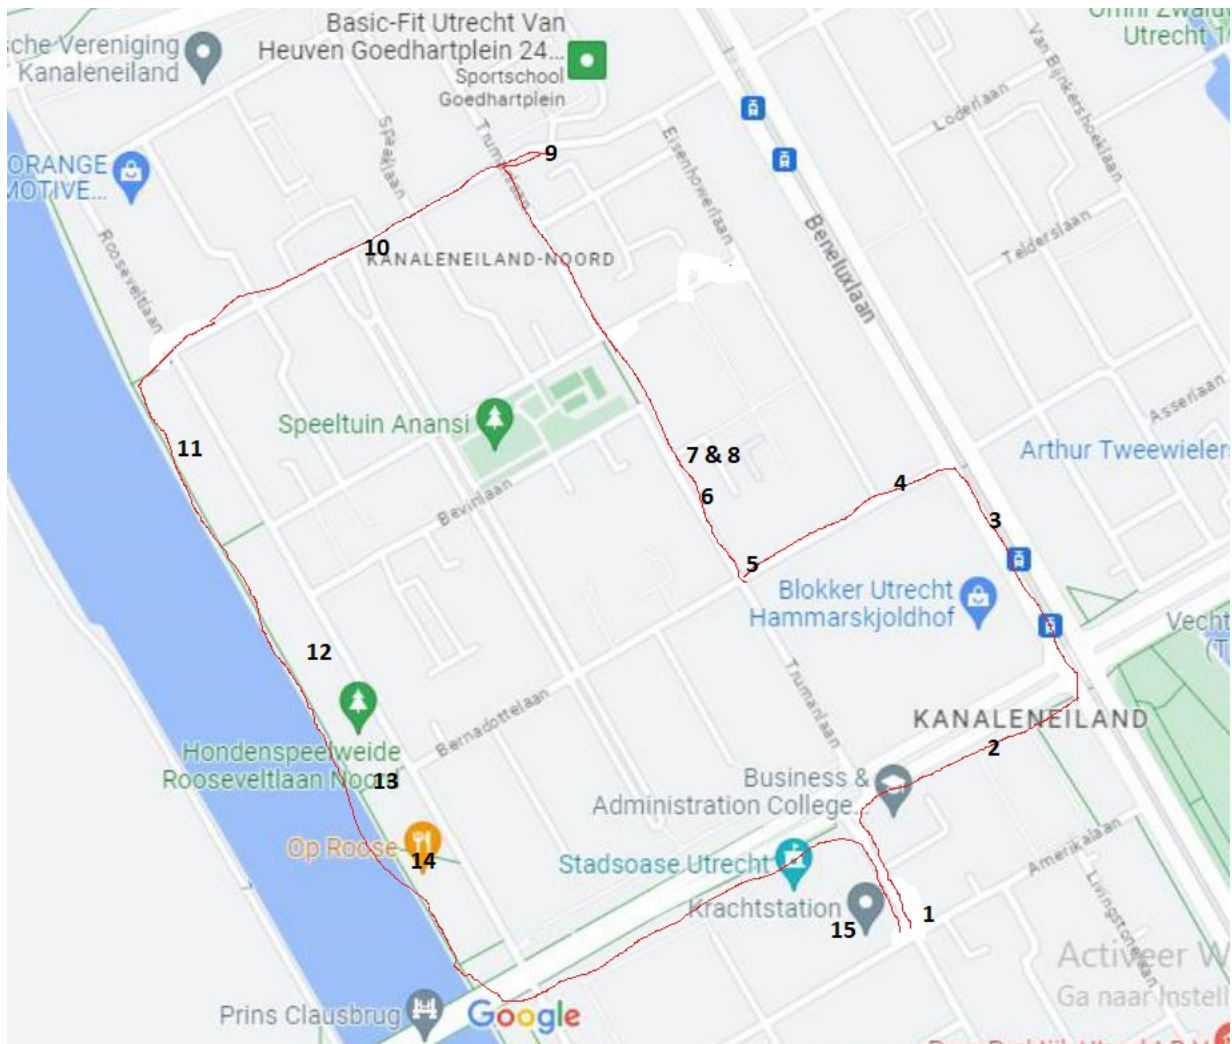 Omni Zwaluw
Utrecht 1
sche Vereniging
Kanaleneiland
Basic-Fit Utrecht Van
Heuven Goedhartplein 24...
Sportschool
Goedhartplein
ORANGE
MOTIVE...
Spaaklaan
Trumanlaan
Eisenhowerlaan
Loderlaan
Van Bijnkershoeklaan
9
Rooseveltlaan
10
KANALENEILAND-NOORD
Beneluxlaan
Telderslaan
Asserlaan
Speeltuin Anansi
11
7 & 8
6
4
3
Arthur Tweewielers
Bevinlaan
5
Blokker Utrecht
Hammarskjoldhof
Vecht
(T
12
Trumanlaan
Bernadottelaan
KANALENEILAND
2
Hondenspeelweide
Rooseveltlaan Noord
13
Business &
Administration College...
Op Roose
14
Stadsoase Utrecht
Amerikalaan
Livingstonelaan
Krachtstation
15
1
Activeer W
Ga naar Instell
Prins Clausbrug
Google